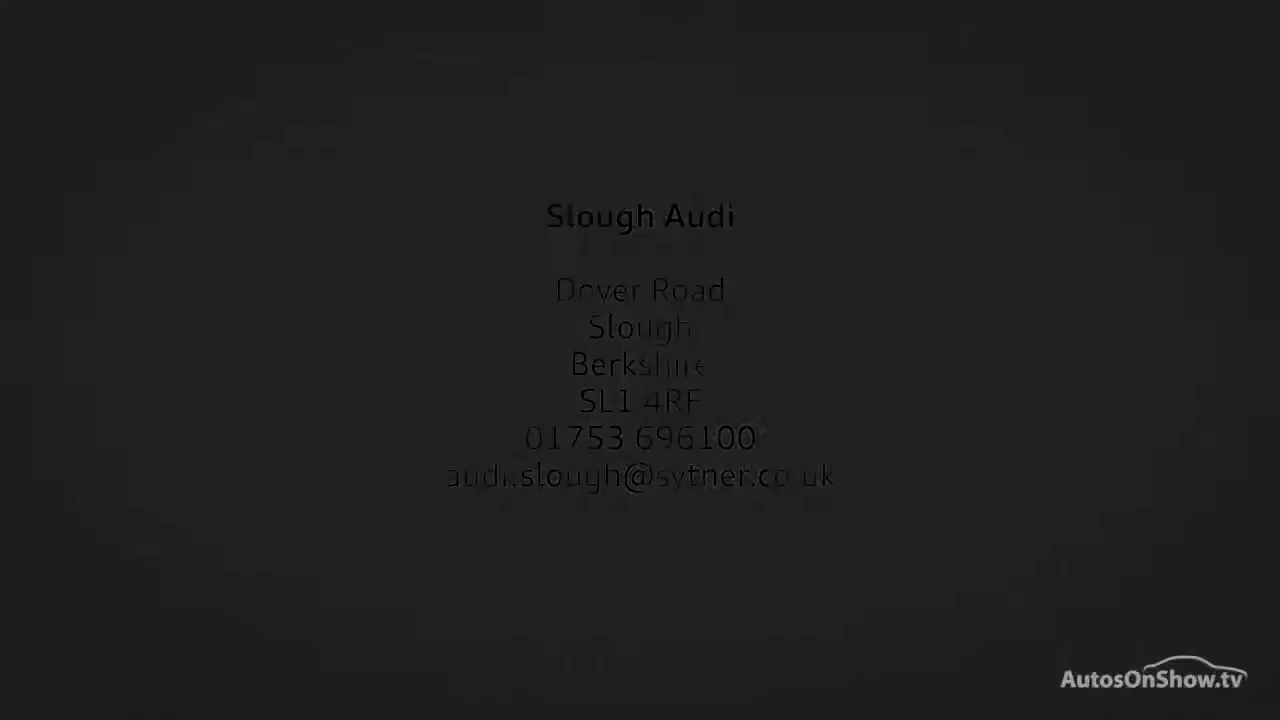 Slough Audi
Dover Road
Slough
Berkshire
SL1 4RF
01753 696100
audi.slough@sytner.co.uk
AutosOnShow.tv